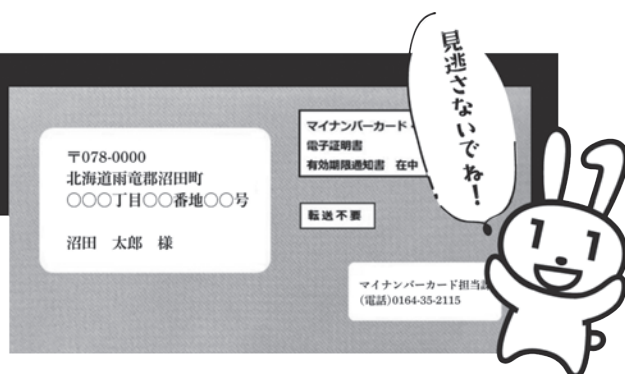 見逃さないでね！
〒078-0000
北海道雨竜郡沼田町
○○○丁目○○番地○○号
沼田　太郎　様
マイナンバーカード・
電子証明書
有効期限通知書　在中
転送不要
マイナンバーカード担当
(電話)0164-35-2115